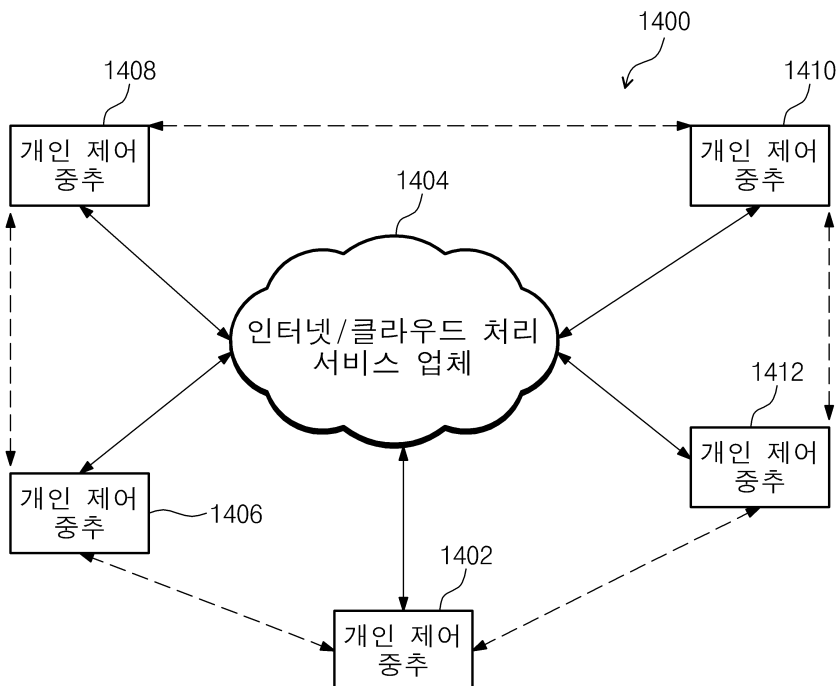 1400
1408
1410
개인 제어
중추
개인 제어
중추
1404
인터넷/클라우드 처리
서비스 업체
1412
개인 제어
중추
개인 제어
중추
1406
1402
개인 제어
중추